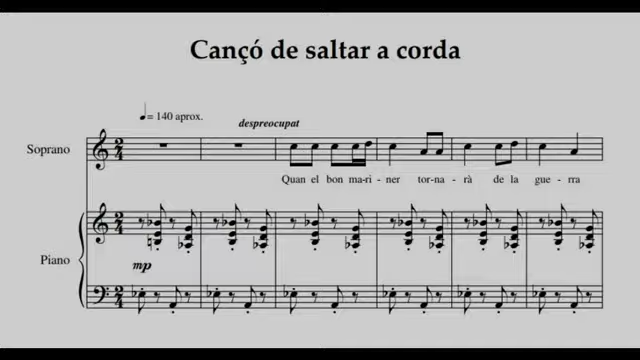 Cançó de saltar a corda
♩= 140 aprox.
despreocupat
Soprano
Quan el bon ma-ri - ner tor-na- rà de la gue - rra
Piano
mp